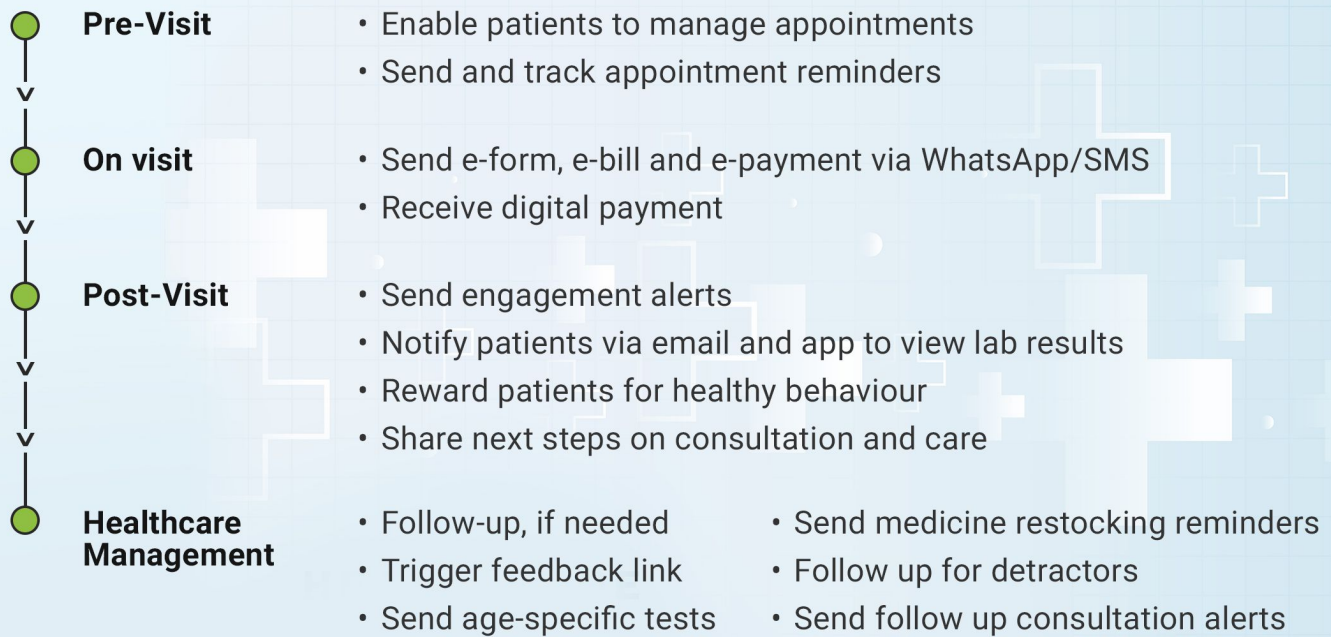 Pre-Visit
• Enable patients to manage appointments
• Send and track appointment reminders
On visit
• Send e-form, e-bill and e-payment via WhatsApp/SMS
• Receive digital payment
Post-Visit
• Send engagement alerts
• Notify patients via email and app to view lab results
• Reward patients for healthy behaviour
• Share next steps on consultation and care
Healthcare
Management
• Follow-up, if needed
• Trigger feedback link
• Send age-specific tests
• Send medicine restocking reminders
• Follow up for detractors
• Send follow up consultation alerts